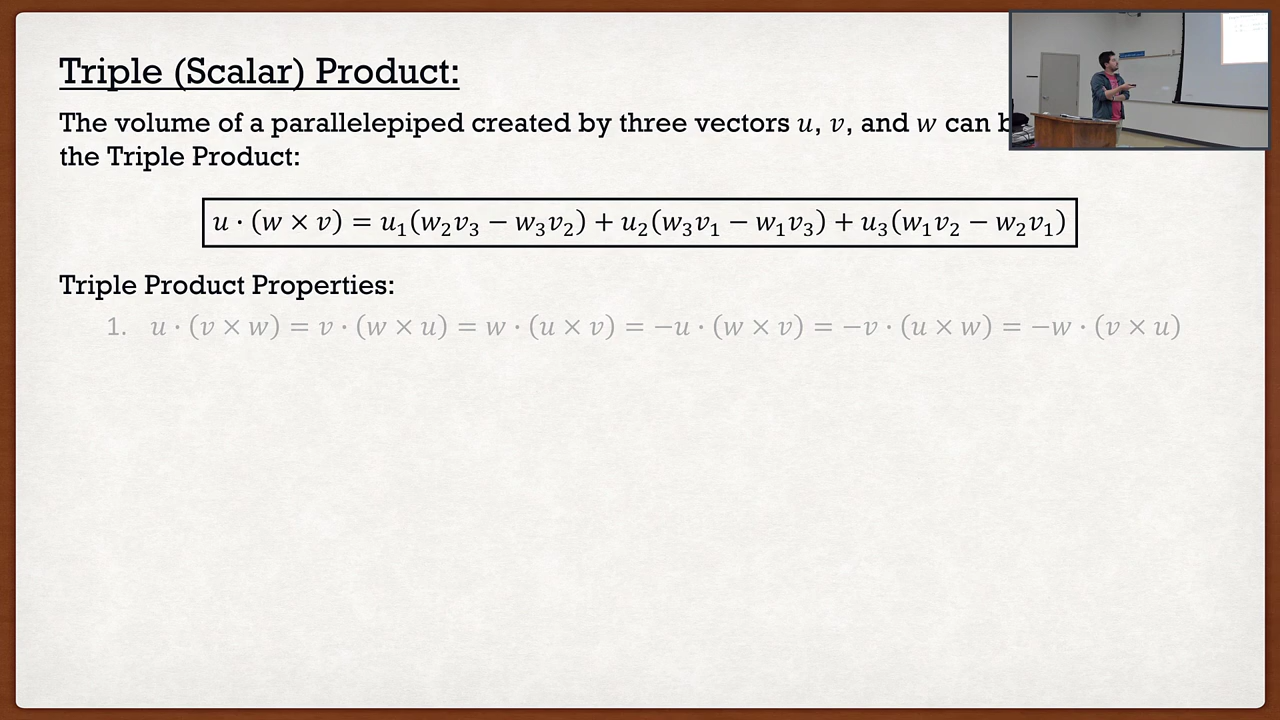 Triple (Scalar) Product:
The volume of a parallelepiped created by three vectors u, v, and w can
the Triple Product:
u · (w × v) = u₁(w₂v₃ − w₃v₂) + u₂(w₃v₁ − w₁v₃) + u₃(w₁v₂ − w₂v₁)
Triple Product Properties:
1. u · (v × w) = v · (w × u) = w · (u × v) = −u · (w × v) = −v · (u × w) = −w · (v × u)